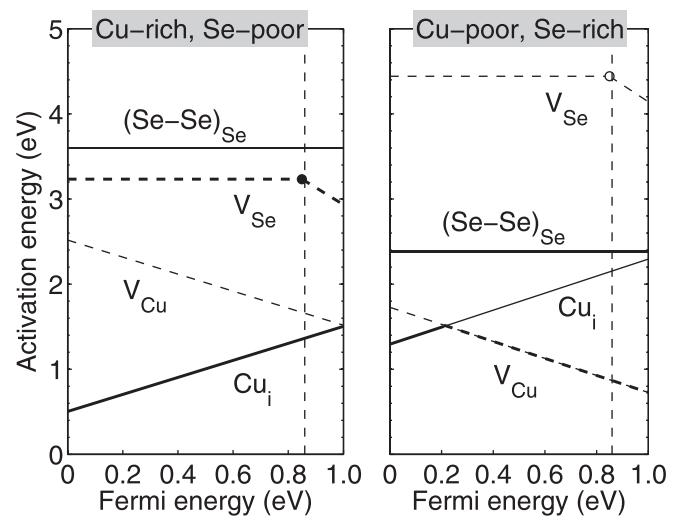 Cu−rich, Se−poor
Cu−poor, Se−rich
Activation energy (eV)
5
4
3
2
1
0
(Se−Se)Se
VSe
VCu
Cui
VSe
(Se−Se)Se
Cui
VCu
0 0.2 0.4 0.6 0.8 1.0
0 0.2 0.4 0.6 0.8 1.0
Fermi energy (eV)
Fermi energy (eV)